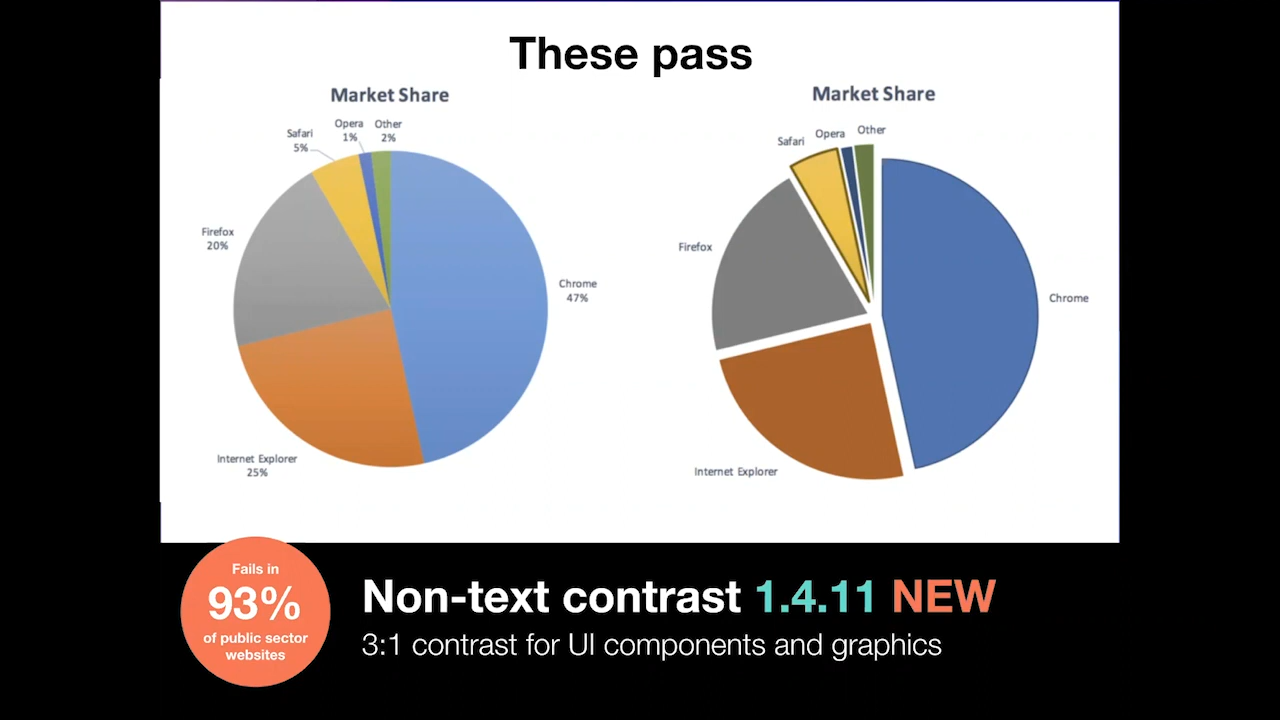 These pass
Market Share
Safari
5%
Opera
1%
Other
2%
Firefox
20%
Chrome
47%
Internet Explorer
25%
Market Share
Safari
Opera
Other
Firefox
Chrome
Internet Explorer
Fails in
93%
of public sector
websites
Non-text contrast 1.4.11 NEW
3:1 contrast for UI components and graphics